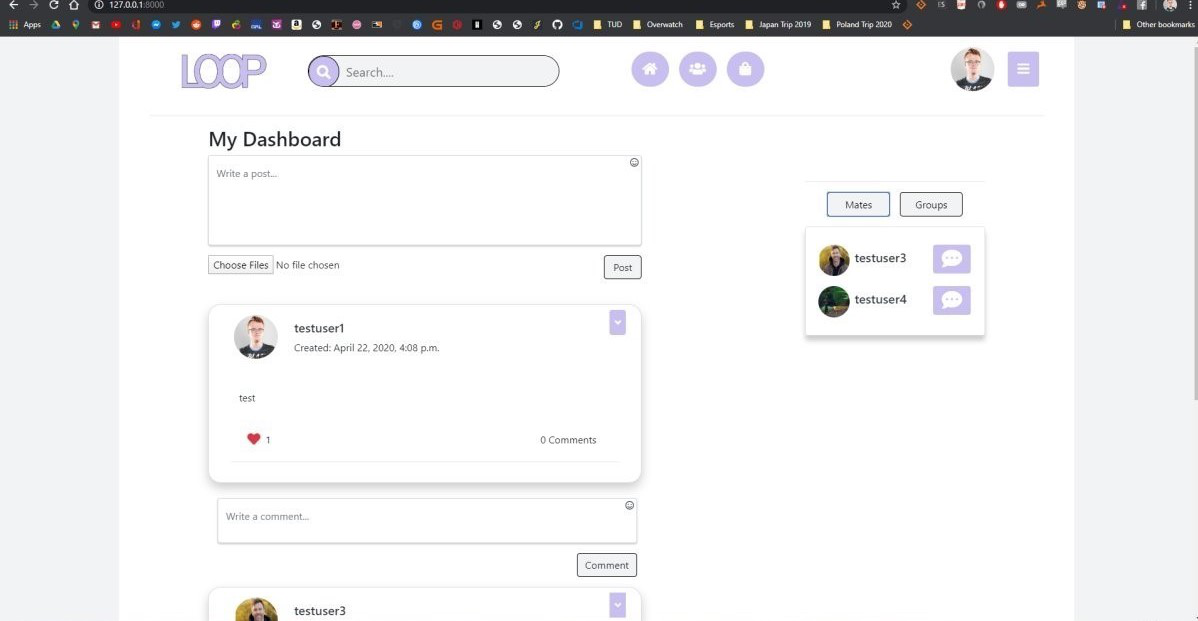 127.0.0.1:8000
Apps
TUD
Overwatch
Esports
Japan Trip 2019
Poland Trip 2020
Other bookmarks
LOOP
Search....
My Dashboard
Write a post...
Choose Files No file chosen
Post
testuser1
Created: April 22, 2020, 4:08 p.m.
test
1
0 Comments
Write a comment...
Comment
testuser3
Mates
Groups
testuser3
testuser4